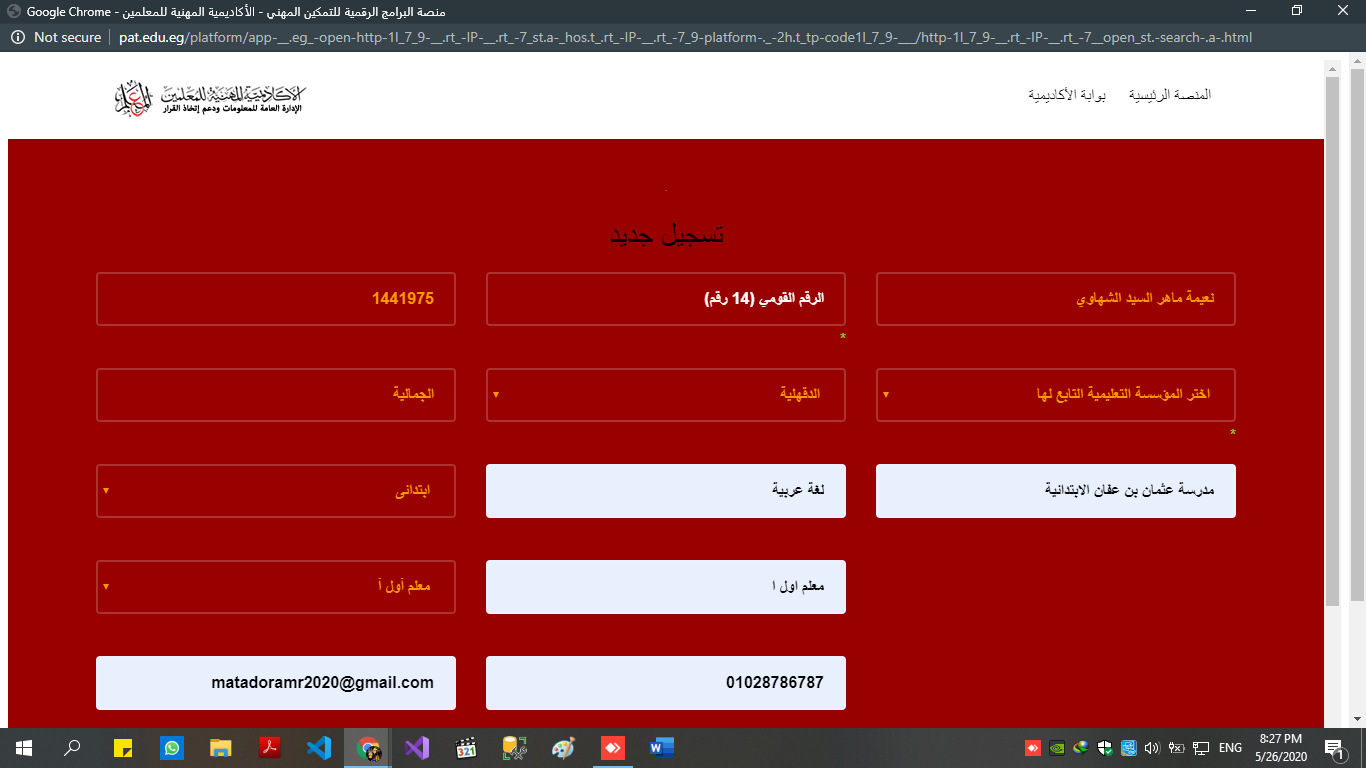 منصة البرامج الرقمية للتمكين المهني - الأكاديمية المهنية للمعلمين - Google Chrome
Not secure | pat.edu.eg/platform/app-__.eg_-open-http-1l_7_9-__.rt_-IP-__.rt_-7_st.a-_hos.t_.rt_-IP-__.rt_-7_9-platform-._-2h.t_tp-code1l_7_9-___/http-1l_7_9-__.rt_-IP-__.rt_-7__open_st.-search-.a-.html
المنصة الرئيسية بوابة الأكاديمية
الاكاديمية المهنية للمعلمين
الإدارة العامة للمعلومات ودعم إتخاذ القرار
تسجيل جديد
نعيمة ماهر السيد الشهاوي الرقم القومي (14 رقم) 1441975
*
اختر المؤسسة التعليمية التابع لها الدقهلية الجمالية
*
مدرسة عثمان بن عفان الابتدائية لغة عربية ابتدائى
معلم اول ا معلم أول أ
01028786787 matadoramr2020@gmail.com
ENG
8:27 PM
5/26/2020